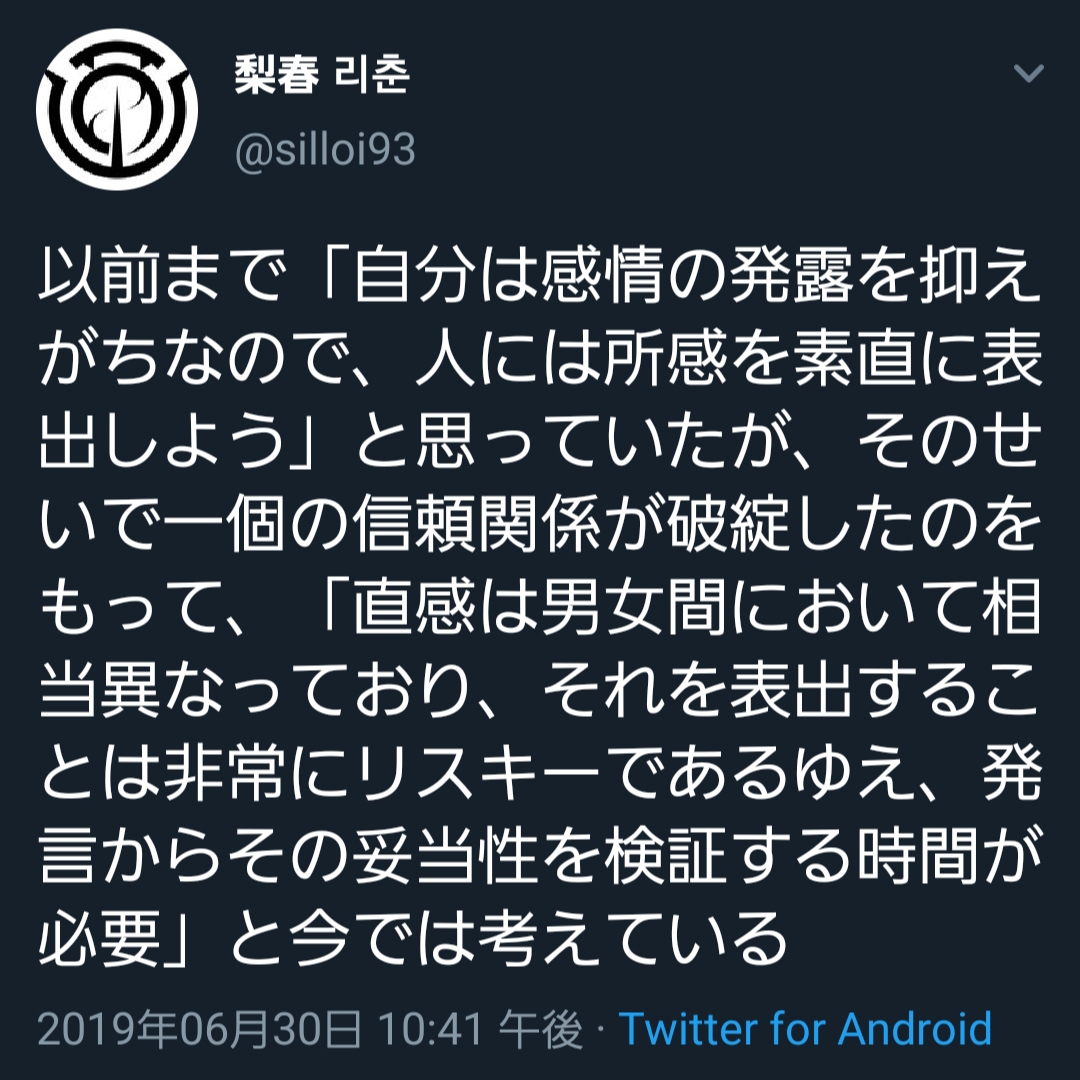 梨春 리춘
@silloi93
以前まで「自分は感情の発露を抑え
がちなので、人には所感を素直に表
出しよう」と思っていたが、そのせ
いで一個の信頼関係が破綻したのを
もって、「直感は男女間において相
当異なっており、それを表出するこ
とは非常にリスキーであるゆえ、発
言からその妥当性を検証する時間が
必要」と今では考えている
2019年06月30日 10:41 午後 · Twitter for Android